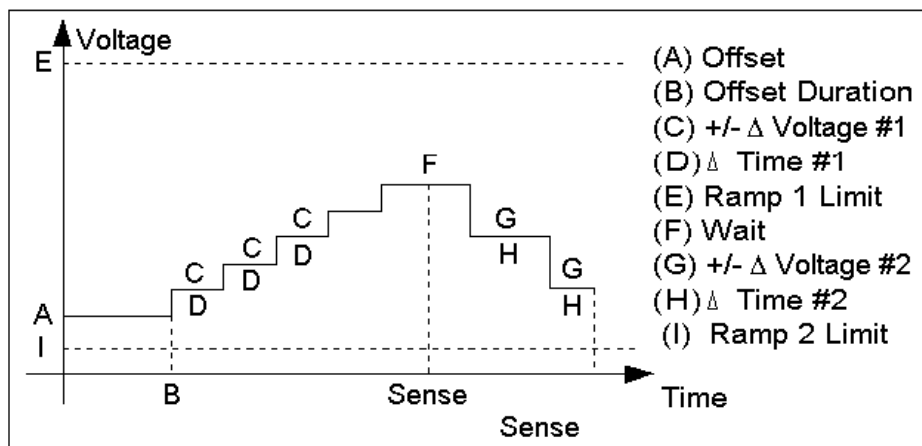 Voltage
E
(A) Offset
(B) Offset Duration
(C) +/- Δ Voltage #1
(D) Δ Time #1
(E) Ramp 1 Limit
(F) Wait
(G) +/- Δ Voltage #2
(H) Δ Time #2
(I) Ramp 2 Limit
F
C
G
D
C
H
D
C
G
D
H
A
I
B
Sense
Time
Sense